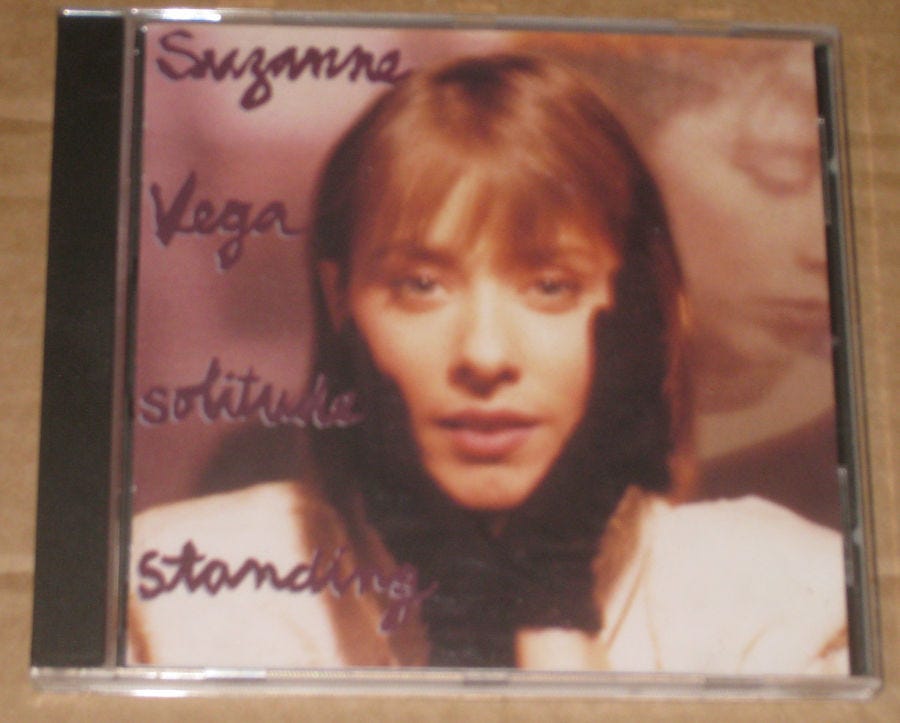 Suzanne
Vega
solitude
standing